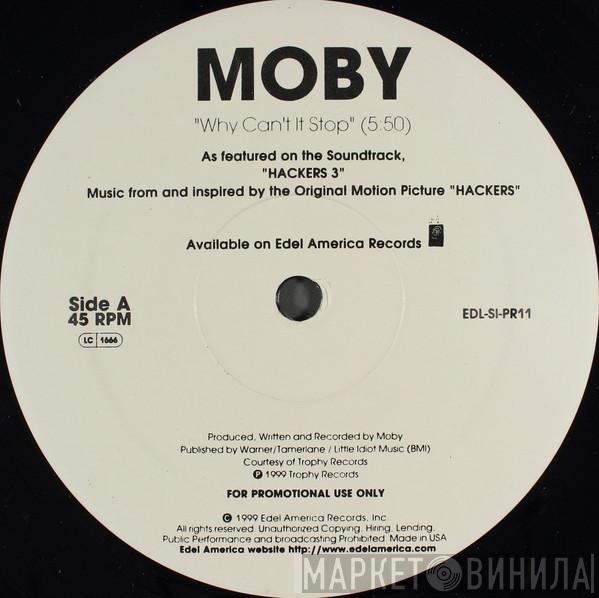 MOBY
"Why Can't It Stop" (5:50)
As featured on the Soundtrack,
"HACKERS 3"
Music from and inspired by the Original Motion Picture "HACKERS"
Available on Edel America Records
Side A
45 RPM
LC 1666
EDL-SI-PR11
Produced, Written and Recorded by Moby
Published by Warner/Tamerlane / Little Idiot Music (BMI)
Courtesy of Trophy Records
℗ 1999 Trophy Records
FOR PROMOTIONAL USE ONLY
© 1999 Edel America Records, Inc.
All rights reserved. Unauthorized Copying, Hiring, Lending,
Public Performance and broadcasting Prohibited. Made in USA
Edel America website http://www.edelamerica.com
МАРКЕТ ВИНИЛА